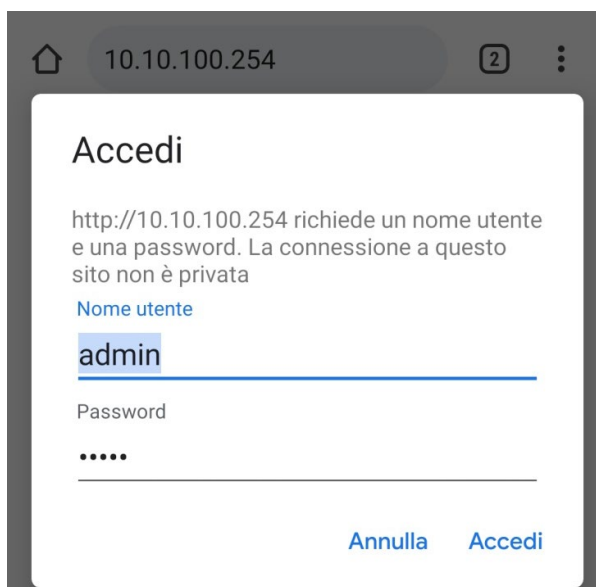 10.10.100.254
2
Accedi
http://10.10.100.254 richiede un nome utente
e una password. La connessione a questo
sito non è privata
Nome utente
admin
Password
•••••
Annulla
Accedi